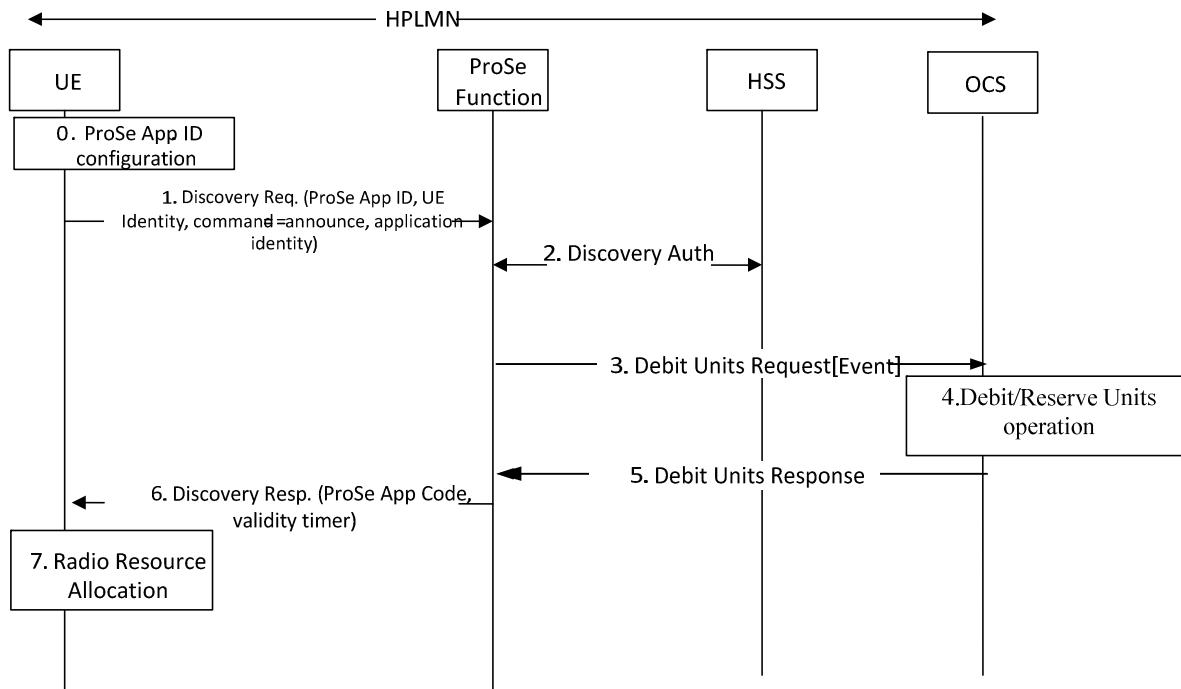 HPLMN
UE
ProSe
Function
HSS
OCS
0. ProSe App ID
configuration
1. Discovery Req. (ProSe App ID, UE
Identity, command = announce, application
identity)
2. Discovery Auth
3. Debit Units Request[Event]
4.Debit/Reserve Units
operation
5. Debit Units Response
6. Discovery Resp. (ProSe App Code,
validity timer)
7. Radio Resource
Allocation